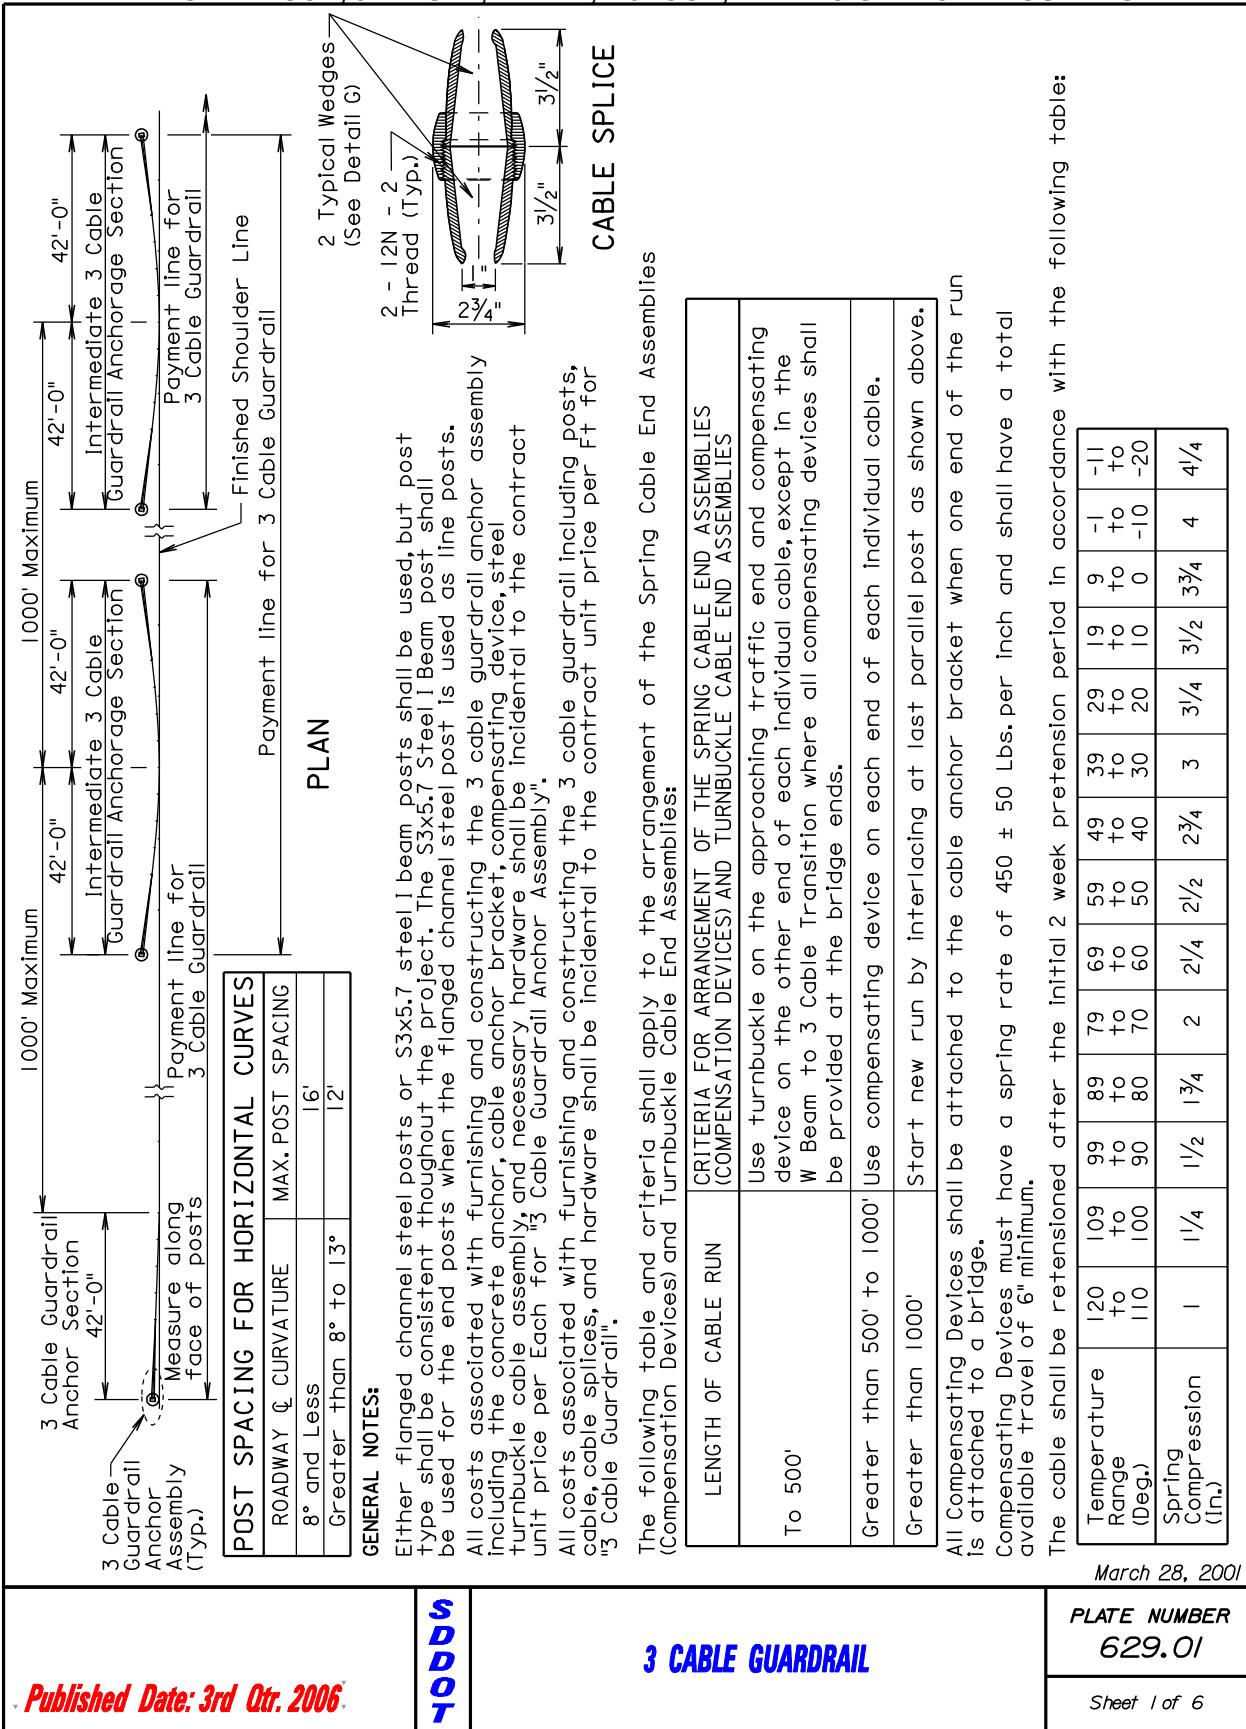 1000' Maximum
1000' Maximum
3 Cable Guardrail
Anchor Section
42'-0"
42'-0"
42'-0"
42'-0"
42'-0"
Intermediate 3 Cable
Guardrail Anchorage Section
Intermediate 3 Cable
Guardrail Anchorage Section
3 Cable
Guardrail
Anchor
Assembly
(Typ.)
Measure along
face of posts
Payment line for
3 Cable Guardrail
Payment line for
3 Cable Guardrail
Finished Shoulder Line
Payment line for 3 Cable Guardrail
PLAN
2 Typical Wedges
(See Detail G)
2 - 12N - 2
Thread (Typ.)
1"
2¾"
3½"
3½"
CABLE SPLICE
POST SPACING FOR HORIZONTAL CURVES
ROADWAY ℄ CURVATURE MAX. POST SPACING
8° and Less 16'
Greater than 8° to 13° 12'
GENERAL NOTES:
Either flanged channel steel posts or S3x5.7 steel I beam posts shall be used, but post
type shall be consistent thoughout the project. The S3x5.7 Steel I Beam post shall
be used for the end posts when the flanged channel steel post is used as line posts.
All costs associated with furnishing and constructing the 3 cable guardrail anchor assembly
including the concrete anchor, cable anchor bracket, compensating device, steel
turnbuckle cable assembly, and necessary hardware shall be incidental to the contract
unit price per Each for "3 Cable Guardrail Anchor Assembly".
All costs associated with furnishing and constructing the 3 cable guardrail including posts,
cable, cable splices, and hardware shall be incidental to the contract unit price per Ft for
"3 Cable Guardrail".
The following table and criteria shall apply to the arrangement of the Spring Cable End Assemblies
(Compensation Devices) and Turnbuckle Cable End Assemblies:
LENGTH OF CABLE RUN
CRITERIA FOR ARRANGEMENT OF THE SPRING CABLE END ASSEMBLIES
(COMPENSATION DEVICES) AND TURNBUCKLE CABLE END ASSEMBLIES
To 500'
Use turnbuckle on the approaching traffic end and compensating
device on the other end of each individual cable, except in the
W Beam to 3 Cable Transition where all compensating devices shall
be provided at the bridge ends.
Greater than 500' to 1000' Use compensating device on each end of each individual cable.
Greater than 1000' Start new run by interlacing at last parallel post as shown above.
All Compensating Devices shall be attached to the cable anchor bracket when one end of the run
is attached to a bridge.
Compensating Devices must have a spring rate of 450 ± 50 Lbs. per inch and shall have a total
available travel of 6" minimum.
The cable shall be retensioned after the initial 2 week pretension period in accordance with the following table:
Temperature 120 109 99 89 79 69 59 49 39 29 19 9 -1 -11
Range to to to to to to to to to to to to to to
(Deg.) 110 100 90 80 70 60 50 40 30 20 10 0 -10 -20
Spring
Compression 1 1¼ 1½ 1¾ 2 2¼ 2½ 2¾ 3 3¼ 3½ 3¾ 4 4¼
(In.)
March 28, 2001
Published Date: 3rd Qtr. 2006
SDDOT
3 CABLE GUARDRAIL
PLATE NUMBER
629.01
Sheet 1 of 6